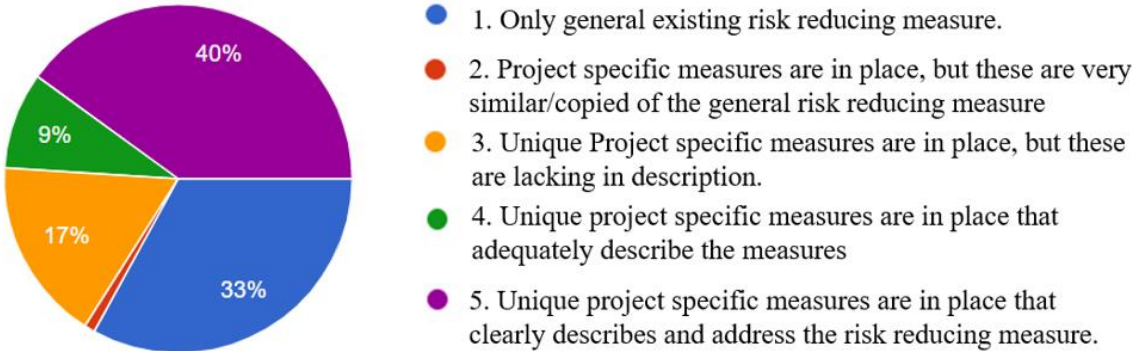 40%
9%
17%
33%
1. Only general existing risk reducing measure.
2. Project specific measures are in place, but these are very
similar/copied of the general risk reducing measure
3. Unique Project specific measures are in place, but these
are lacking in description.
4. Unique project specific measures are in place that
adequately describe the measures
5. Unique project specific measures are in place that
clearly describes and address the risk reducing measure.